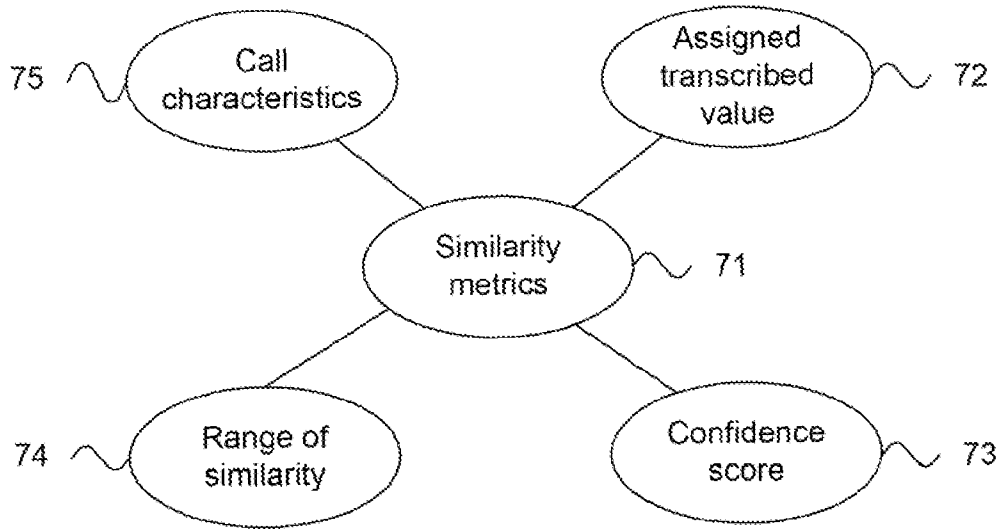 75
Call
characteristics
Assigned
transcribed
value
72
Similarity
metrics
71
74
Range of
similarity
Confidence
score
73